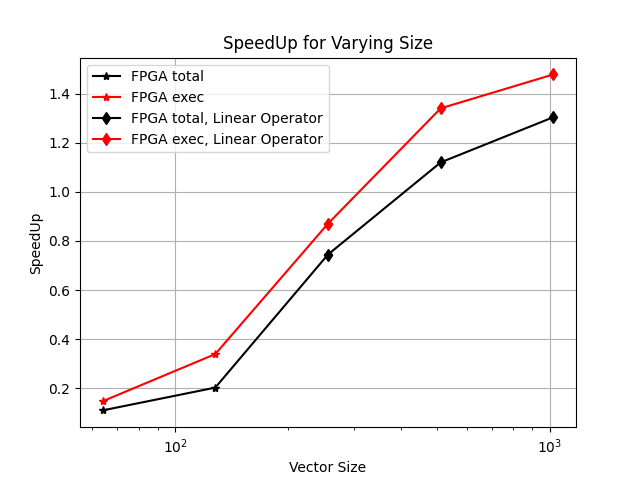 SpeedUp for Varying Size
FPGA total
FPGA exec
FPGA total, Linear Operator
FPGA exec, Linear Operator
1.4
1.2
1.0
0.8
0.6
0.4
0.2
SpeedUp
10²
10³
Vector Size